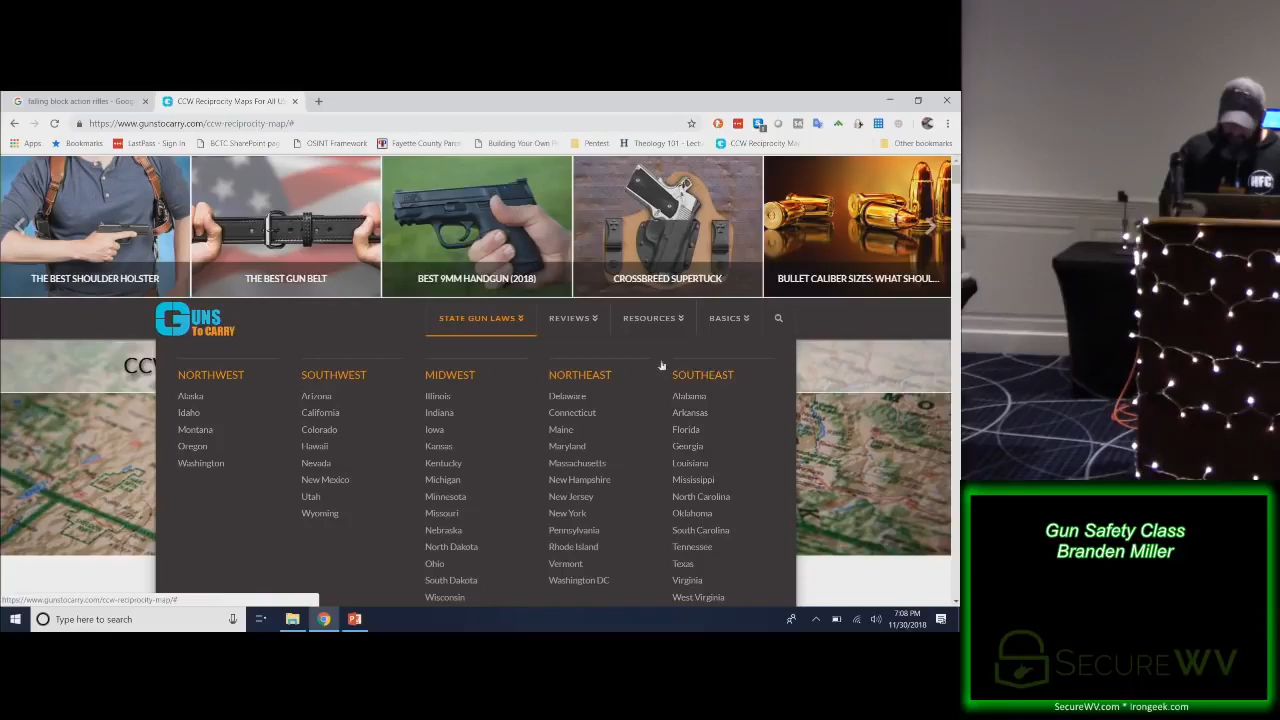 falling block action rifles - Goog
CCW Reciprocity Maps For All US
https://www.gunstocarry.com/ccw-reciprocity-map/#
Apps
Bookmarks
LastPass - Sign In
BCTC SharePoint pag
OSINT Framework
Fayette County Parce
Building Your Own P
Pentest
Theology 101 - Lectu
CCW Reciprocity Map
Other bookmarks
THE BEST SHOULDER HOLSTER
THE BEST GUN BELT
BEST 9MM HANDGUN (2018)
CROSSBREED SUPERTUCK
BULLET CALIBER SIZES: WHAT SHOUL...
GUNS
TO CARRY
STATE GUN LAWS
REVIEWS
RESOURCES
BASICS
CCW
NORTHWEST
Alaska
Idaho
Montana
Oregon
Washington
SOUTHWEST
Arizona
California
Colorado
Hawaii
Nevada
New Mexico
Utah
Wyoming
MIDWEST
Illinois
Indiana
Iowa
Kansas
Kentucky
Michigan
Minnesota
Missouri
Nebraska
North Dakota
Ohio
South Dakota
Wisconsin
NORTHEAST
Delaware
Connecticut
Maine
Maryland
Massachusetts
New Hampshire
New Jersey
New York
Pennsylvania
Rhode Island
Vermont
Washington DC
SOUTHEAST
Alabama
Arkansas
Florida
Georgia
Louisiana
Mississippi
North Carolina
Oklahoma
South Carolina
Tennessee
Texas
Virginia
West Virginia
https://www.gunstocarry.com/ccw-reciprocity-map/#
Type here to search
7:08 PM
11/30/2018
HFC
Gun Safety Class
Branden Miller
SECUREWV
SecureWV.com * Irongeek.com